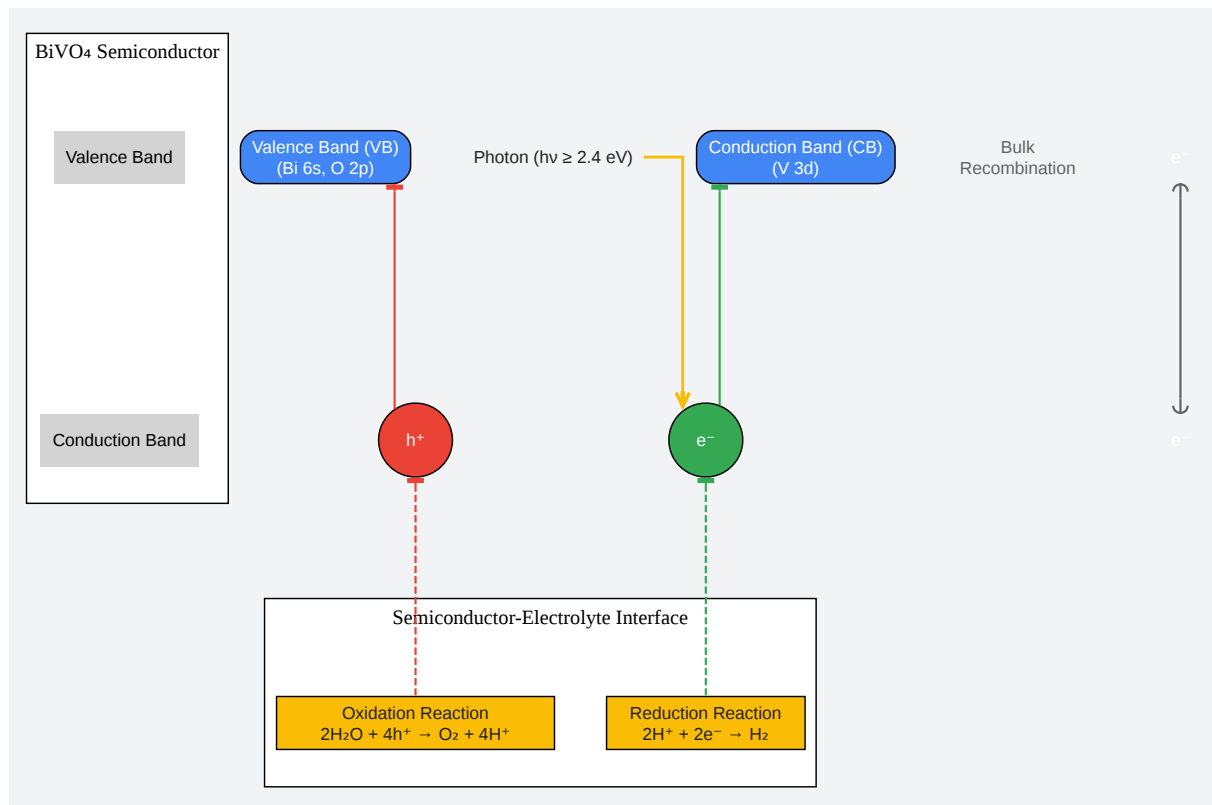 BiVO₄ Semiconductor
Valence Band
Conduction Band
Valence Band (VB)
(Bi 6s, O 2p)
Photon (hν ≥ 2.4 eV)
Conduction Band (CB)
(V 3d)
Bulk
Recombination
e⁻
h⁺
e⁻
e⁻
Semiconductor-Electrolyte Interface
Oxidation Reaction
2H₂O + 4h⁺ → O₂ + 4H⁺
Reduction Reaction
2H⁺ + 2e⁻ → H₂